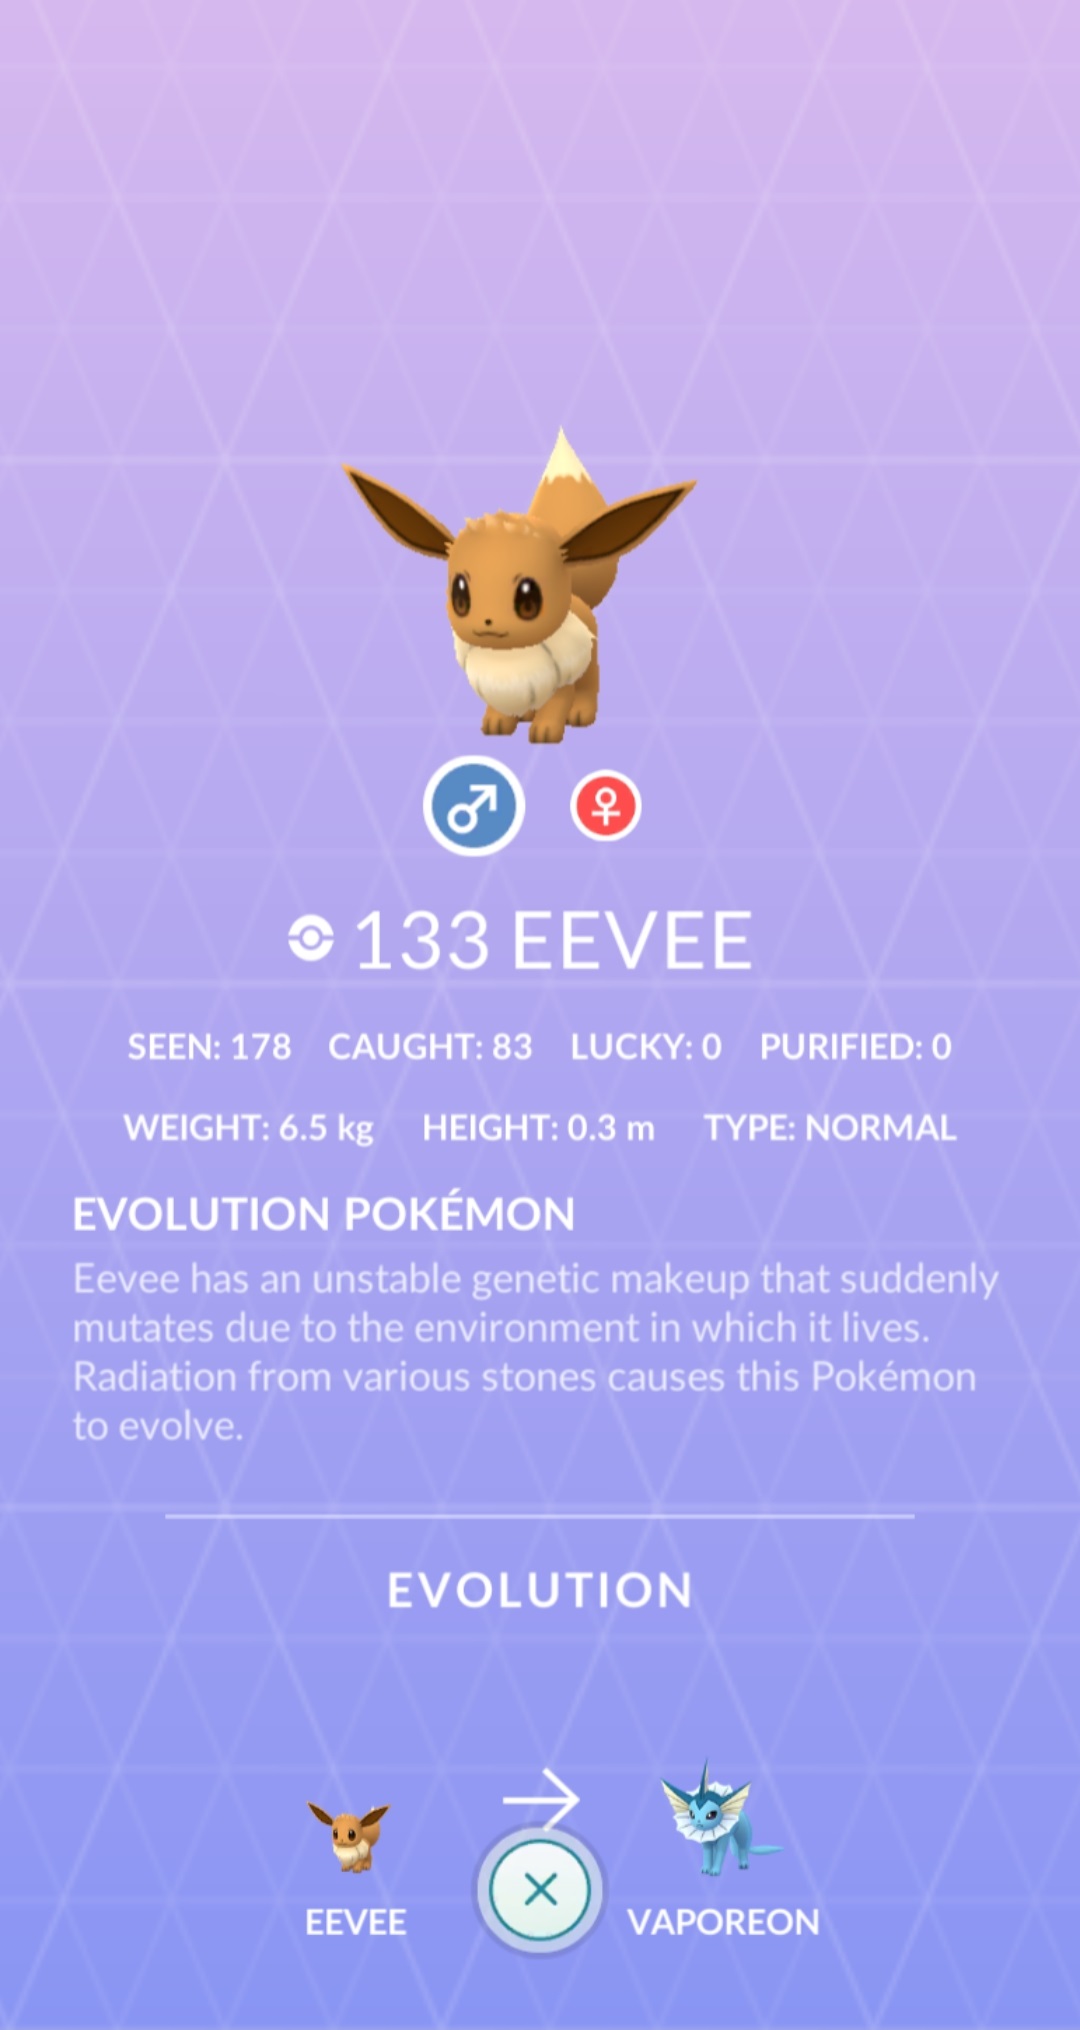 133 EEVEE
SEEN: 178 CAUGHT: 83 LUCKY: 0 PURIFIED: 0
WEIGHT: 6.5 kg HEIGHT: 0.3 m TYPE: NORMAL
EVOLUTION POKÉMON
Eevee has an unstable genetic makeup that suddenly
mutates due to the environment in which it lives.
Radiation from various stones causes this Pokémon
to evolve.
EVOLUTION
EEVEE VAPOREON